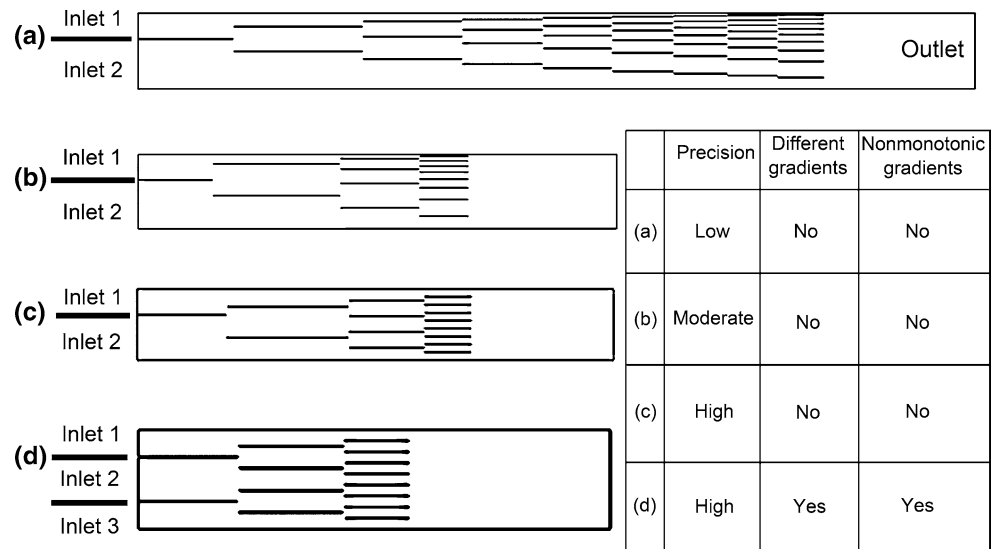 (a)
Inlet 1
Inlet 2
Outlet
(b)
Inlet 1
Inlet 2
(c)
Inlet 1
Inlet 2
(d)
Inlet 1
Inlet 2
Inlet 3
Precision Different gradients Nonmonotonic gradients
(a) Low No No
(b) Moderate No No
(c) High No No
(d) High Yes Yes